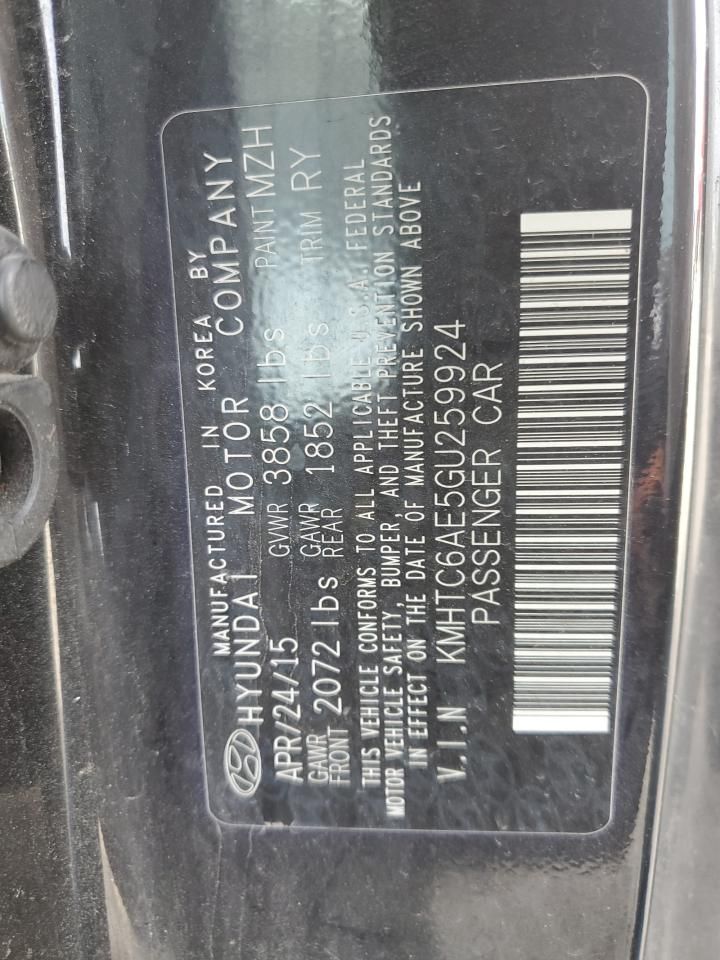 MANUFACTURED IN KOREA BY
HYUNDAI MOTOR COMPANY
APR/24/15 GVWR 3858 lbs PAINT MZH
GAWR FRONT 2072 lbs GAWR REAR 1852 lbs TRIM RY
THIS VEHICLE CONFORMS TO ALL APPLICABLE U.S.A. FEDERAL
MOTOR VEHICLE SAFETY, BUMPER, AND THEFT PREVENTION STANDARDS
IN EFFECT ON THE DATE OF MANUFACTURE SHOWN ABOVE
V.I.N KMHTC6AE5GU259924
PASSENGER CAR